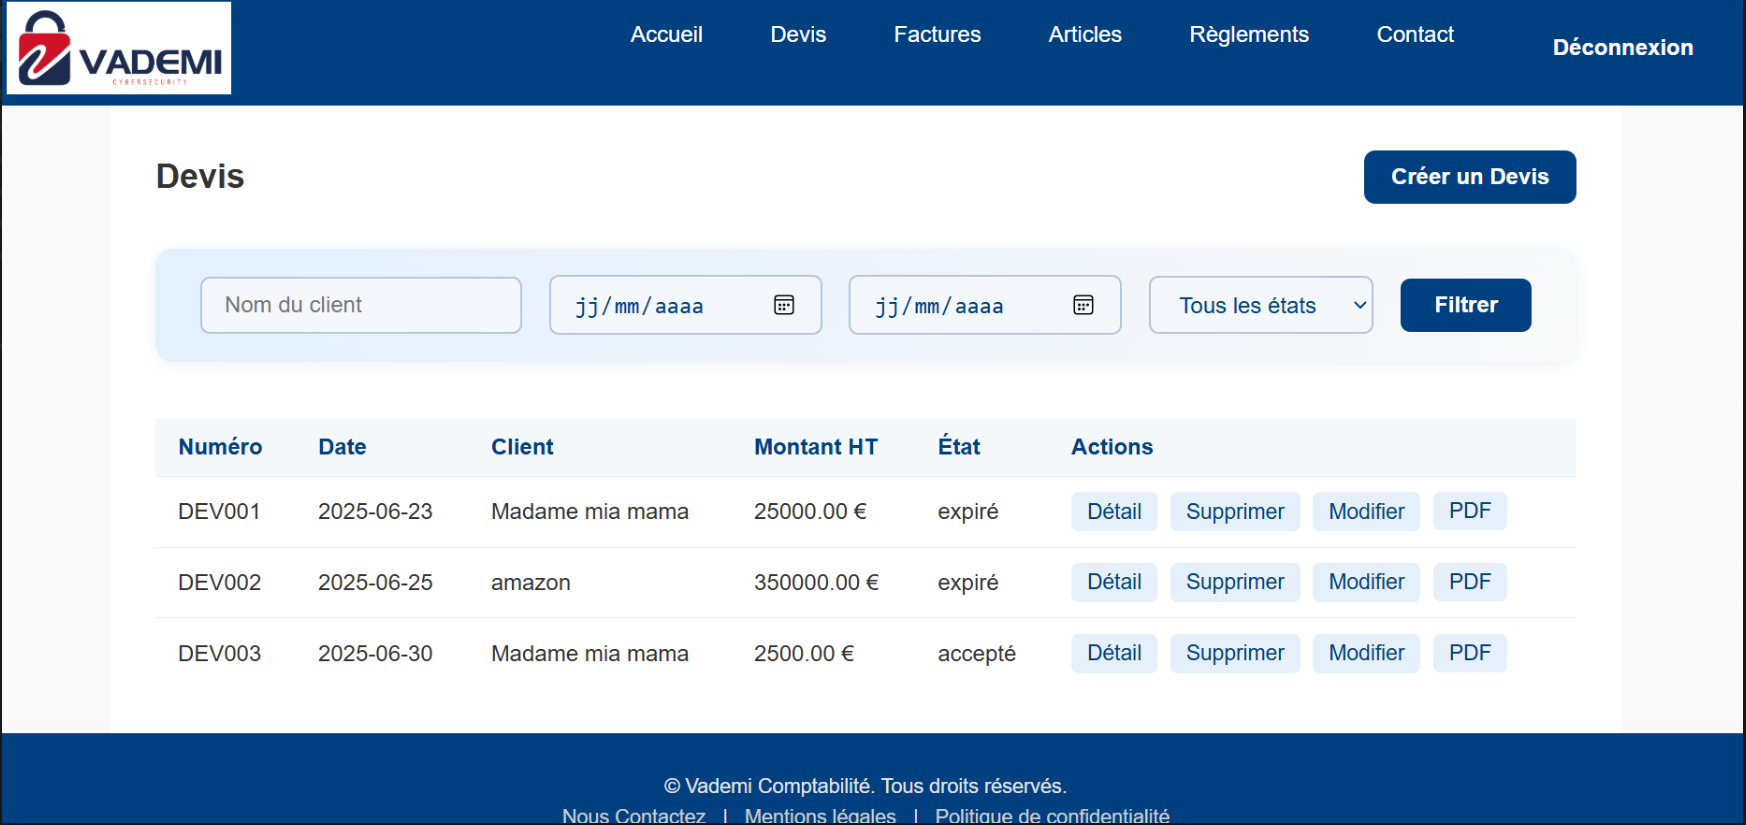 VADEMI
CYBERSECURITY
Accueil Devis Factures Articles Règlements Contact Déconnexion
Devis Créer un Devis
Nom du client jj/mm/aaaa jj/mm/aaaa Tous les états Filtrer
Numéro Date Client Montant HT État Actions
DEV001 2025-06-23 Madame mia mama 25000.00 € expiré Détail Supprimer Modifier PDF
DEV002 2025-06-25 amazon 350000.00 € expiré Détail Supprimer Modifier PDF
DEV003 2025-06-30 Madame mia mama 2500.00 € accepté Détail Supprimer Modifier PDF
© Vademi Comptabilité. Tous droits réservés.
Nous Contactez | Mentions légales | Politique de confidentialité